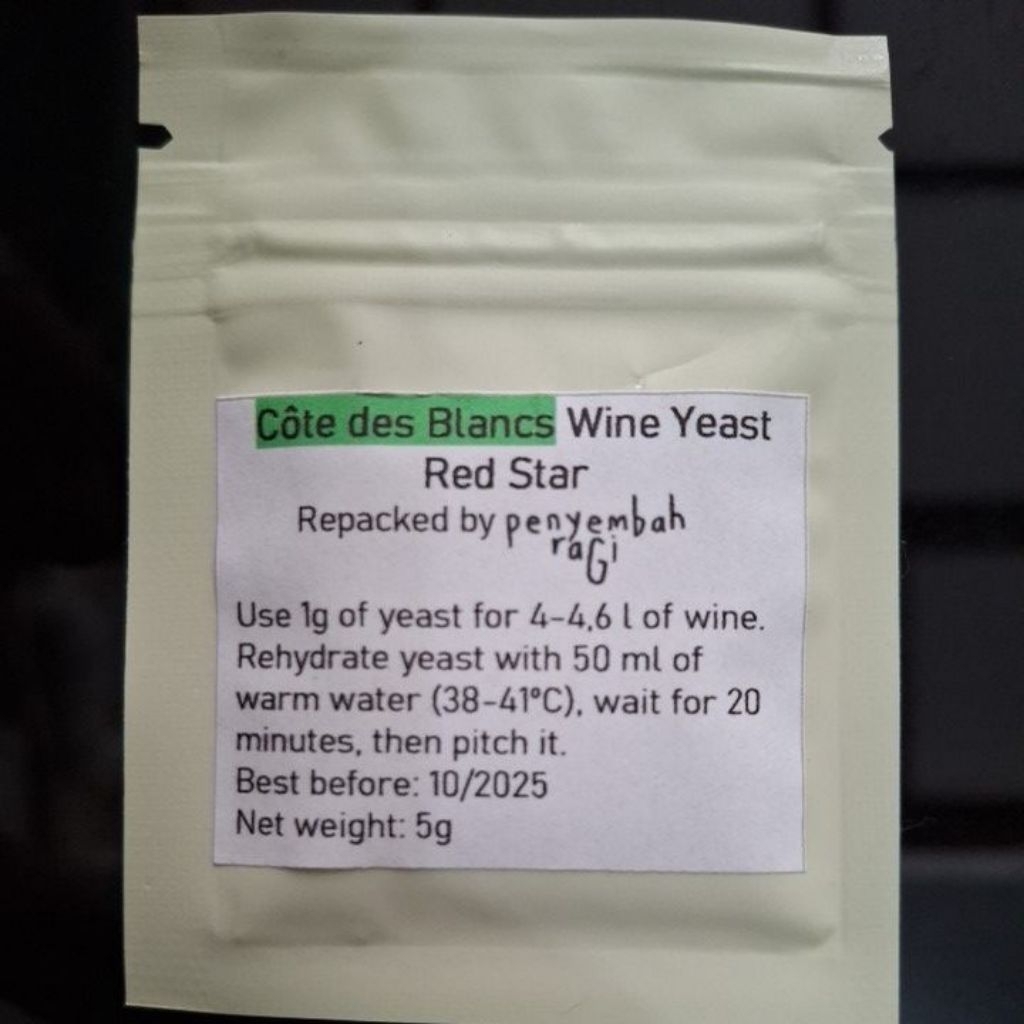 Côte des Blancs Wine Yeast
Red Star
Repacked by penyembah
raGi
Use 1g of yeast for 4-4,6 l of wine.
Rehydrate yeast with 50 ml of
warm water (38-41°C), wait for 20
minutes, then pitch it.
Best before: 10/2025
Net weight: 5g